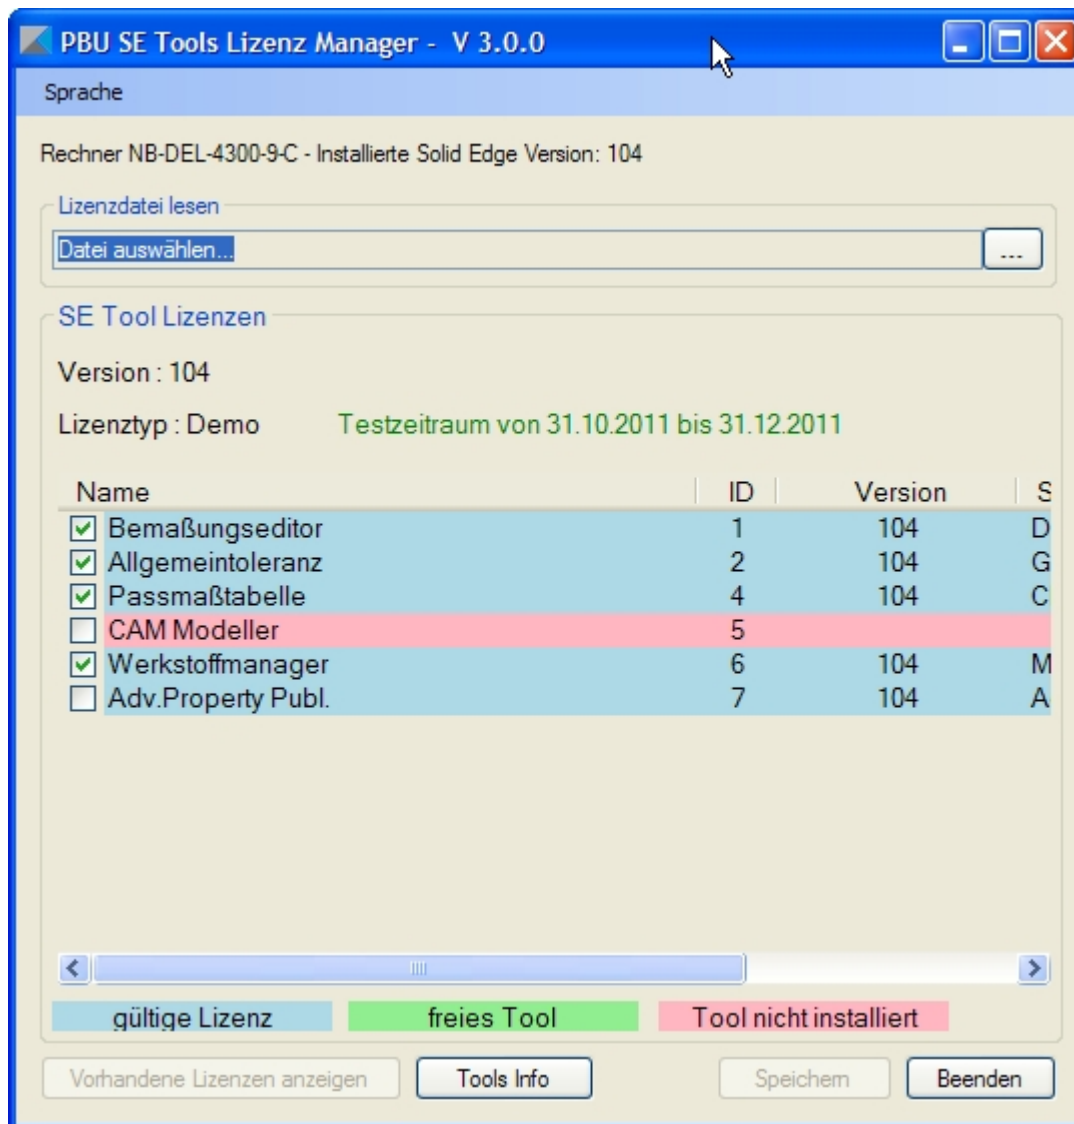 PBU SE Tools Lizenz Manager - V 3.0.0
Sprache
Rechner NB-DEL-4300-9-C - Installierte Solid Edge Version: 104
Lizenzdatei lesen
Datei auswählen... ...
SE Tool Lizenzen
Version : 104
Lizenztyp : Demo Testzeitraum von 31.10.2011 bis 31.12.2011
Name ID Version S
Bemaßungseditor 1 104 D
Allgemeintoleranz 2 104 G
Passmaßtabelle 4 104 C
CAM Modeller 5
Werkstoffmanager 6 104 M
Adv.Property Publ. 7 104 A
gültige Lizenz freies Tool Tool nicht installiert
Vorhandene Lizenzen anzeigen Tools Info Speichern Beenden